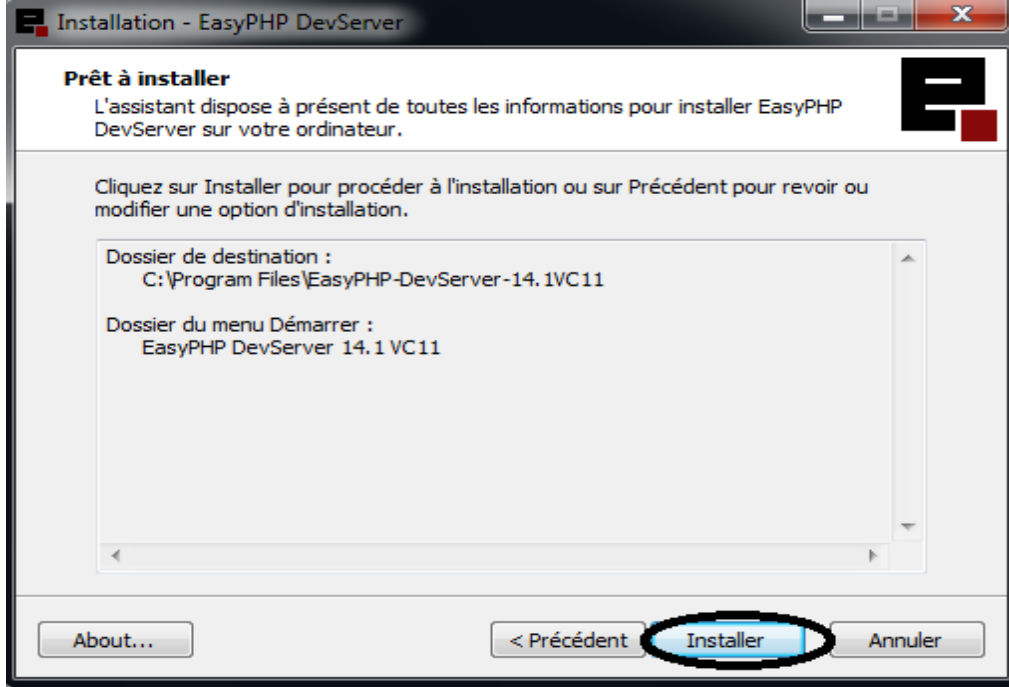 Installation - EasyPHP DevServer
Prêt à installer
L'assistant dispose à présent de toutes les informations pour installer EasyPHP
DevServer sur votre ordinateur.
Cliquez sur Installer pour procéder à l'installation ou sur Précédent pour revoir ou
modifier une option d'installation.
Dossier de destination :
C:\Program Files\EasyPHP-DevServer-14.1VC11
Dossier du menu Démarrer :
EasyPHP DevServer 14.1 VC11
About...
< Précédent
Installer
Annuler